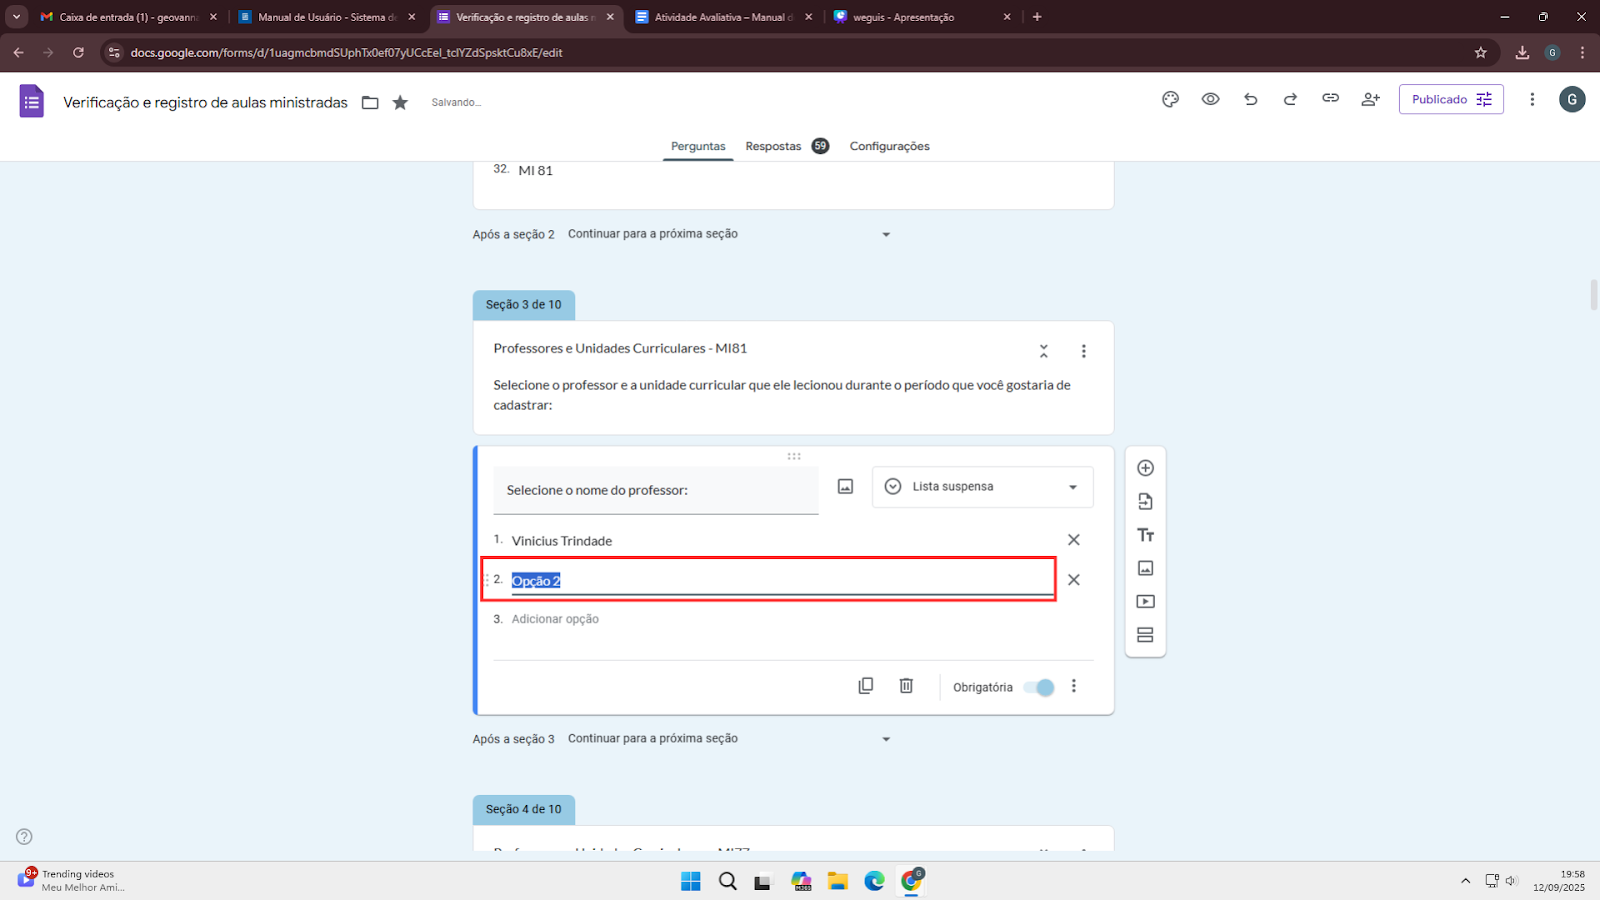 Caixa de entrada (1) - geovanna
Manual de Usuário - Sistema de
Verificação e registro de aulas m
Atividade Avaliativa – Manual d
weguis - Apresentação
docs.google.com/forms/d/1uagmcbmdSUphTx0ef07yUCcEel_tclYZdSpsktCu8xE/edit
G
Verificação e registro de aulas ministradas
Salvando...
Publicado
G
Perguntas
Respostas
59
Configurações
32. MI 81
Após a seção 2 Continuar para a próxima seção
Seção 3 de 10
Professores e Unidades Curriculares - MI81
Selecione o professor e a unidade curricular que ele lecionou durante o período que você gostaria de
cadastrar:
Selecione o nome do professor:
Lista suspensa
1. Vinicius Trindade
2. Opção 2
3. Adicionar opção
Obrigatória
Após a seção 3 Continuar para a próxima seção
Seção 4 de 10
9+
Trending videos
Meu Melhor Ami...
19:58
12/09/2025